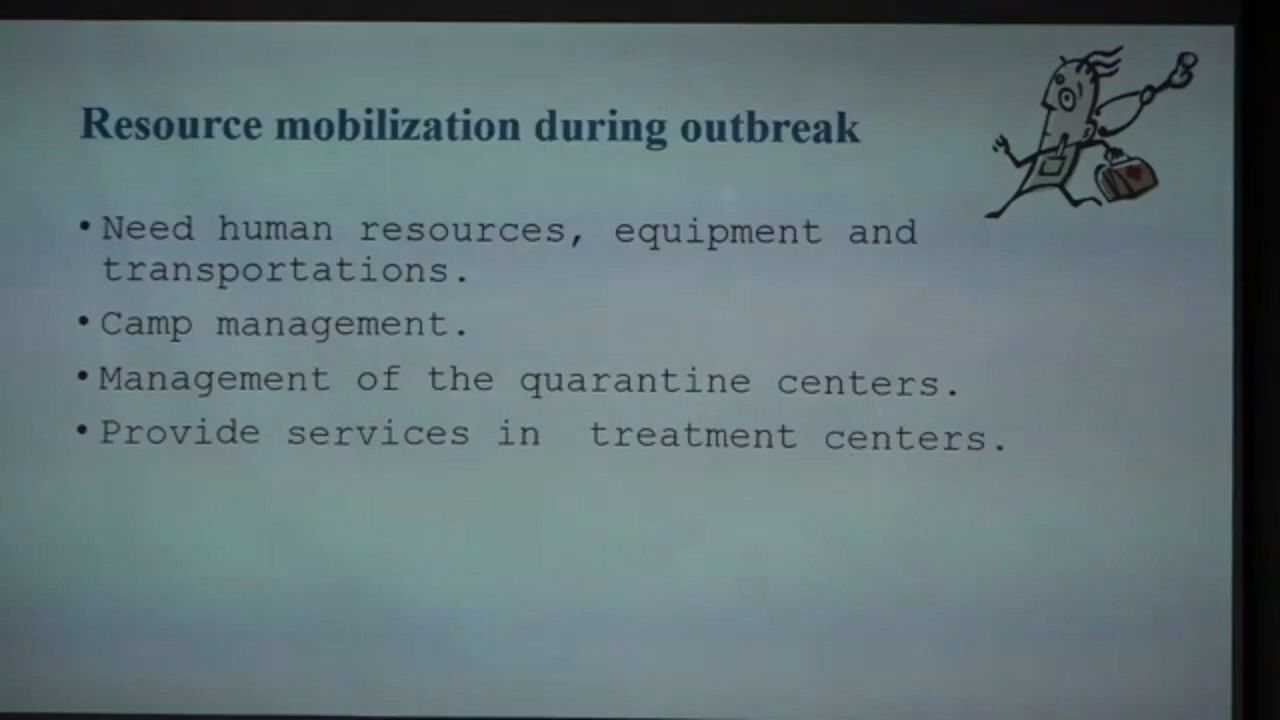 Resource mobilization during outbreak
• Need human resources, equipment and
transportations.
• Camp management.
• Management of the quarantine centers.
• Provide services in  treatment centers.